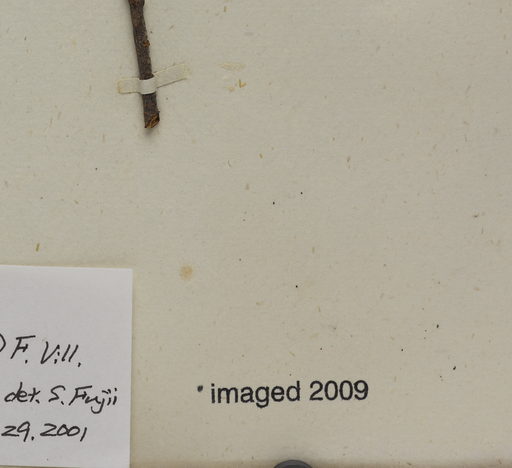 ) F. Vill.
det. S. Fujii
29. 2001
imaged 2009